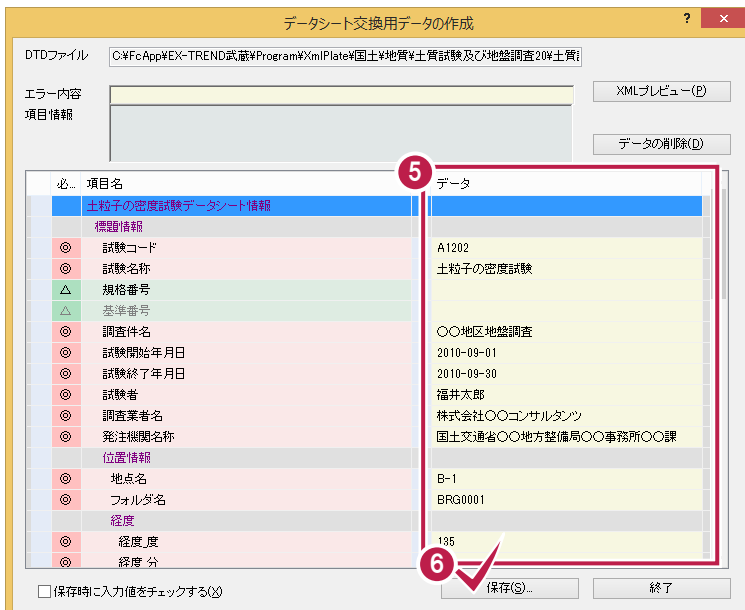 データシート交換用データの作成
? ×
DTDファイル C:¥FcApp¥EX-TREND武蔵¥Program¥XmlPlate¥国土¥地質¥土質試験及び地盤調査20¥土質
エラー内容 XMLプレビュー(P)
項目情報
データの削除(D)
5
必... 項目名 データ
土粒子の密度試験データシート情報
標題情報
◎ 試験コード A1202
◎ 試験名称 土粒子の密度試験
△ 規格番号
△ 基準番号
◎ 調査件名 〇〇地区地盤調査
◎ 試験開始年月日 2010-09-01
◎ 試験終了年月日 2010-09-30
◎ 試験者 福井太郎
◎ 調査業者名 株式会社〇〇コンサルタンツ
◎ 発注機関名称 国土交通省〇〇地方整備局〇〇事務所〇〇課
位置情報
◎ 地点名 B-1
◎ フォルダ名 BRG0001
経度
◎ 経度_度 135
◎ 経度_分
6
保存時に入力値をチェックする(X) 保存(S)... 終了